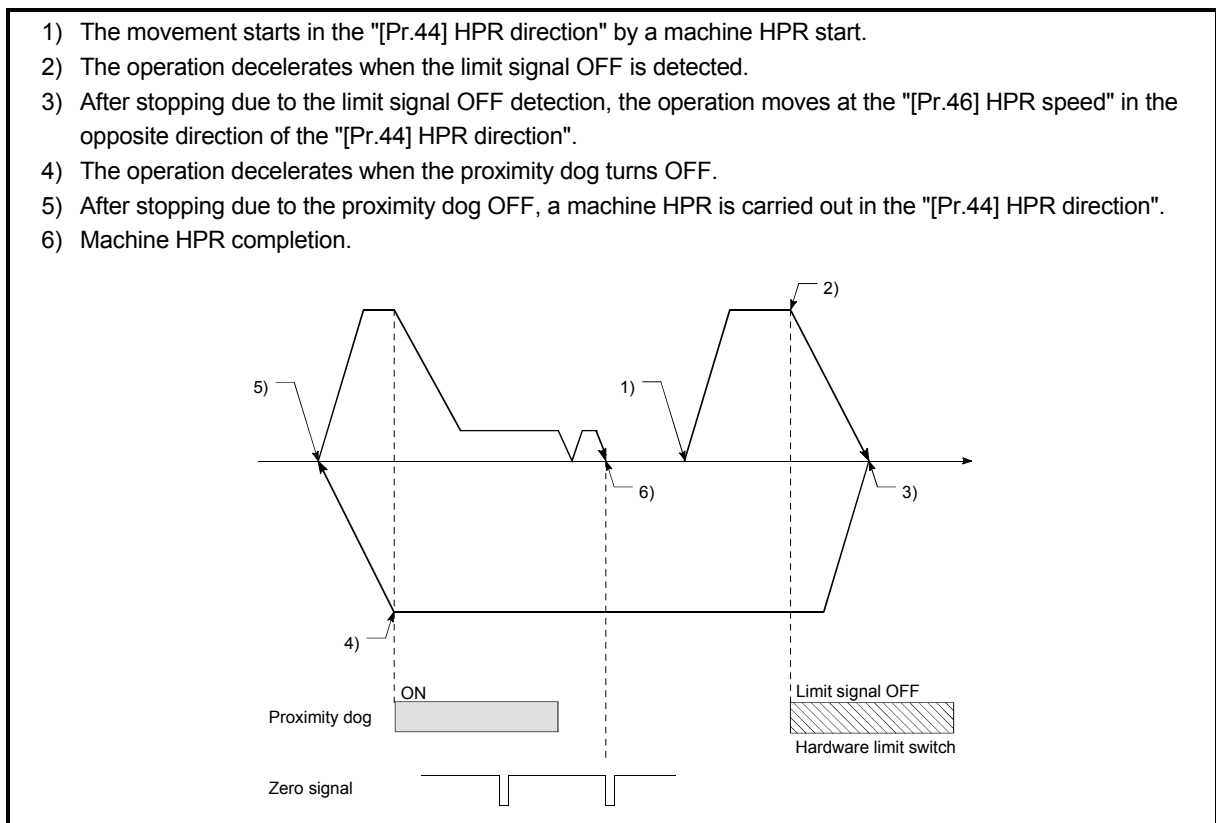 1) The movement starts in the "[Pr.44] HPR direction" by a machine HPR start.
2) The operation decelerates when the limit signal OFF is detected.
3) After stopping due to the limit signal OFF detection, the operation moves at the "[Pr.46] HPR speed" in the
opposite direction of the "[Pr.44] HPR direction".
4) The operation decelerates when the proximity dog turns OFF.
5) After stopping due to the proximity dog OFF, a machine HPR is carried out in the "[Pr.44] HPR direction".
6) Machine HPR completion.
2)
5)
1)
6)
3)
4)
ON
Limit signal OFF
Proximity dog
Hardware limit switch
Zero signal